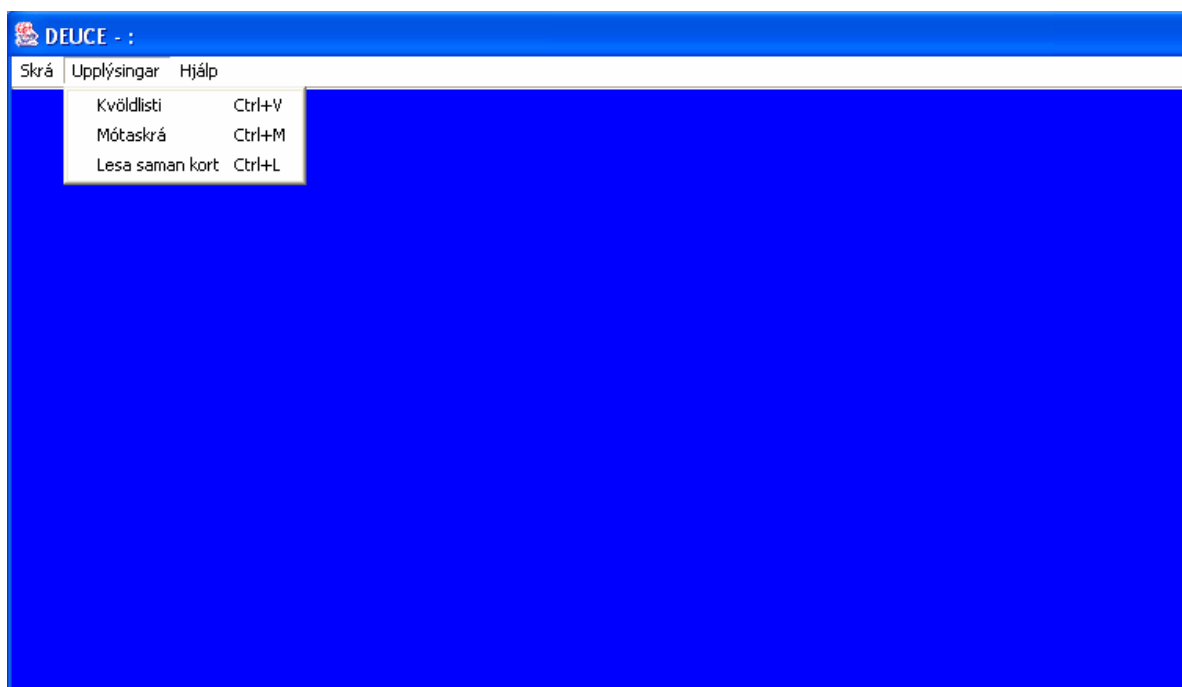 DEUCE - :
Skrá Upplýsingar Hjálp
Kvöldlisti Ctrl+V
Mótaskrá Ctrl+M
Lesa saman kort Ctrl+L